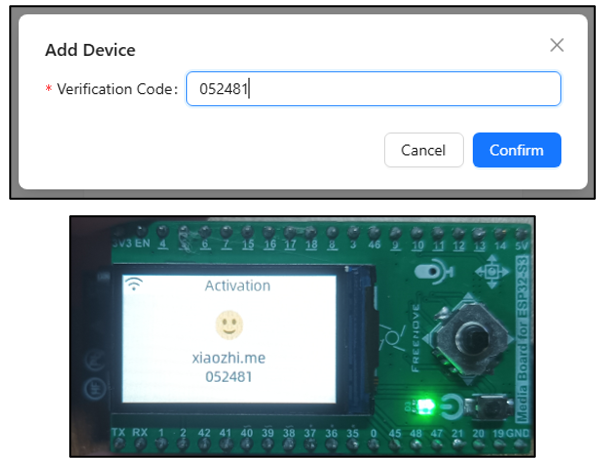 Add Device
* Verification Code:
052481
Cancel
Confirm
3V3 EN 4 5 6 7 15 16 17 18 8 3 46 9 10 11 12 13 14 5V
Activation
xiaozhi.me
052481
FREENOVE
Media Board for ESP32-S3
TX RX 1 2 42 41 40 39 38 37 36 35 0 45 48 47 21 20 19 GND